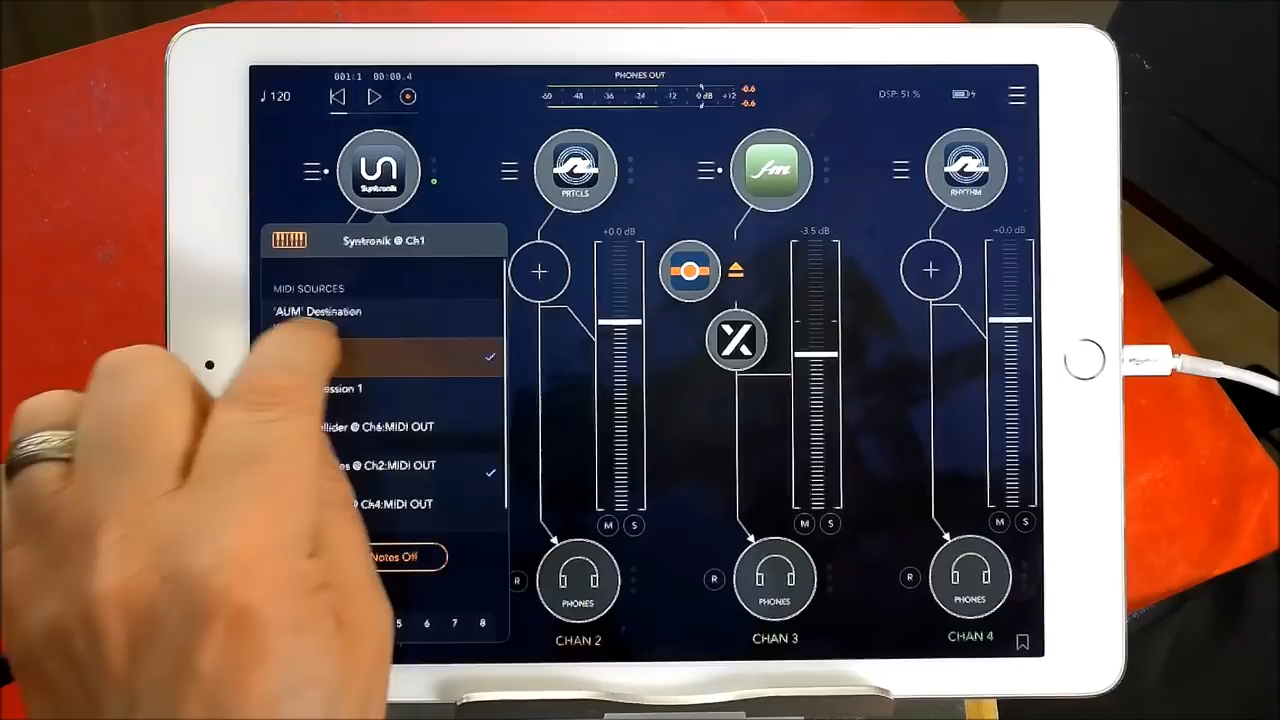 001:1 00:00.4
PHONES OUT
♩ 120
-60 -48 -36 -24 -12 0 dB +12
-0.6
-0.6
DSP: 51 %
Syntronik
PRTCLS
fm
RHYTHM
Syntronik @ Ch1
+0.0 dB
-3.5 dB
+0.0 dB
MIDI SOURCES
'AUM' Destination
ession 1
llider @ Ch6:MIDI OUT
es @ Ch2:MIDI OUT
@ Ch4:MIDI OUT
Notes Off
M S
M S
M S
R
R
R
PHONES
PHONES
PHONES
5 6 7 8
CHAN 2
CHAN 3
CHAN 4